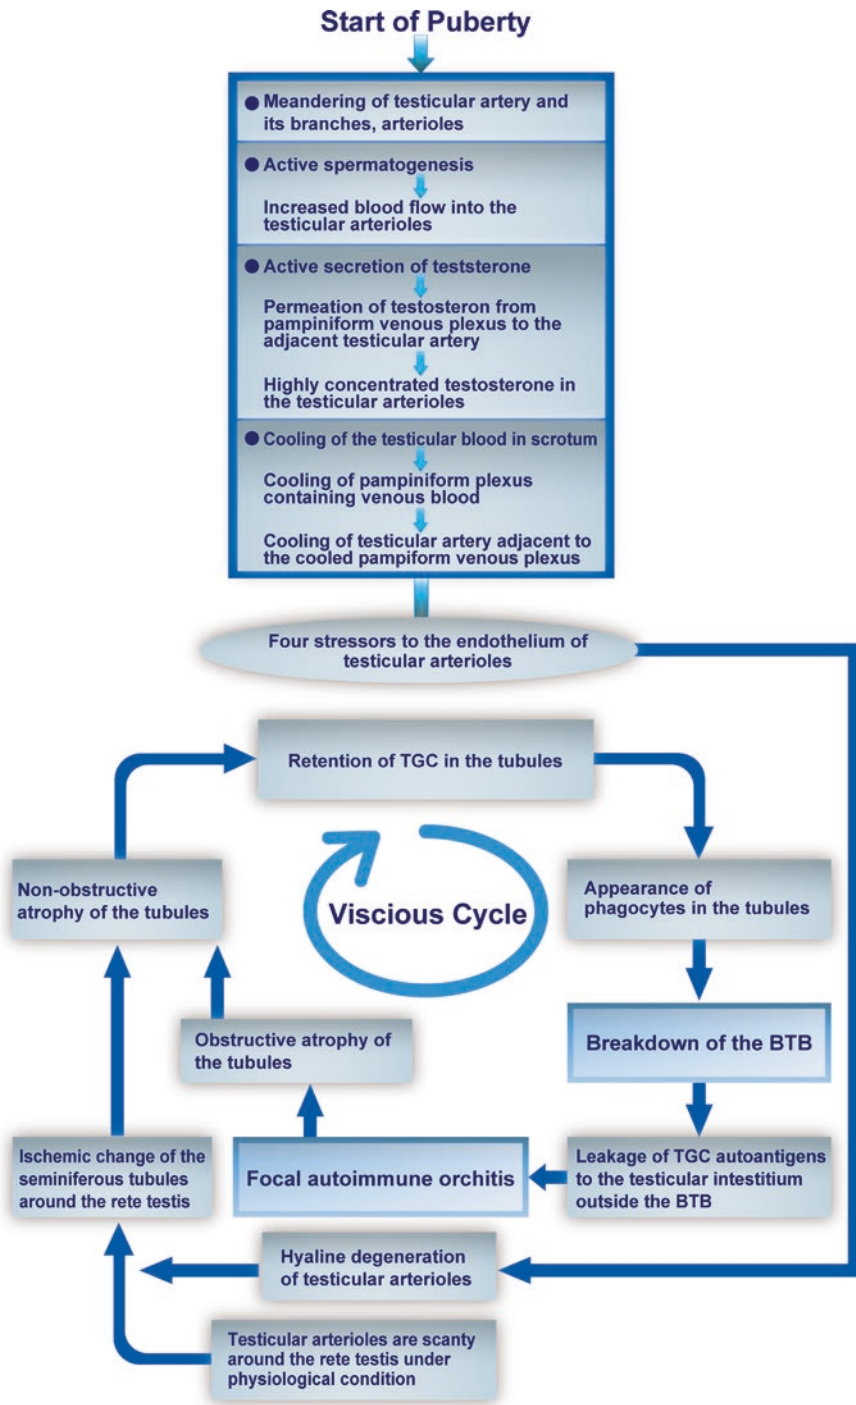 Start of Puberty
● Meandering of testicular artery and
its branches, arterioles
● Active spermatogenesis
Increased blood flow into the
testicular arterioles
● Active secretion of teststerone
Permeation of testosteron from
pampiniform venous plexus to the
adjacent testicular artery
Highly concentrated testosterone in
the testicular arterioles
● Cooling of the testicular blood in scrotum
Cooling of pampiniform plexus
containing venous blood
Cooling of testicular artery adjacent to
the cooled pampiform venous plexus
Four stressors to the endothelium of
testicular arterioles
Retention of TGC in the tubules
Appearance of
phagocytes in the tubules
Breakdown of the BTB
Leakage of TGC autoantigens
to the testicular intestitium
outside the BTB
Focal autoimmune orchitis
Obstructive atrophy of
the tubules
Non-obstructive
atrophy of the tubules
Viscious Cycle
Ischemic change of the
seminiferous tubules
around the rete testis
Hyaline degeneration
of testicular arterioles
Testicular arterioles are scanty
around the rete testis under
physiological condition